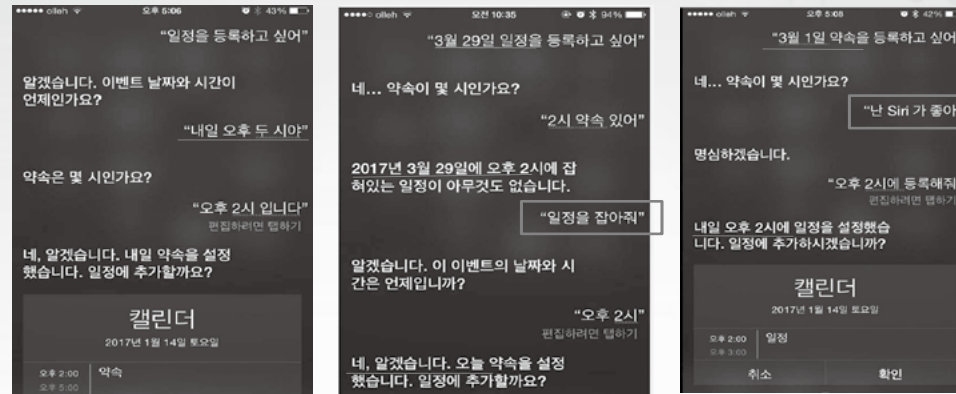 ●●●●● olleh 오후 5:06 43%
“일정을 등록하고 싶어”
알겠습니다. 이벤트 날짜와 시간이
언제인가요?
“내일 오후 두 시야”
약속은 몇 시인가요?
“오후 2시 입니다”
편집하려면 탭하기
네, 알겠습니다. 내일 약속을 설정
했습니다. 일정에 추가할까요?
캘린더
2017년 1월 14일 토요일
오후 2:00 약속
오후 5:00
●●●●○ olleh 오전 10:35 94%
“3월 29일 일정을 등록하고 싶어”
네... 약속이 몇 시인가요?
“2시 약속 있어”
2017년 3월 29일에 오후 2시에 잡
혀있는 일정이 아무것도 없습니다.
“일정을 잡아줘”
알겠습니다. 이 이벤트의 날짜와 시
간은 언제입니까?
“오후 2시”
편집하려면 탭하기
네, 알겠습니다. 오늘 약속을 설정
했습니다. 일정에 추가할까요?
●●●●● olleh 오후 5:08 42%
“3월 1일 약속을 등록하고 싶어
네... 약속이 몇 시인가요?
“난 Siri 가 좋아
명심하겠습니다.
“오후 2시에 등록해줘
편집하려면 탭하기
내일 오후 2시에 일정을 설정했습
니다. 일정에 추가하시겠습니까?
캘린더
2017년 1월 14일 토요일
오후 2:00 일정
오후 3:00
취소 확인